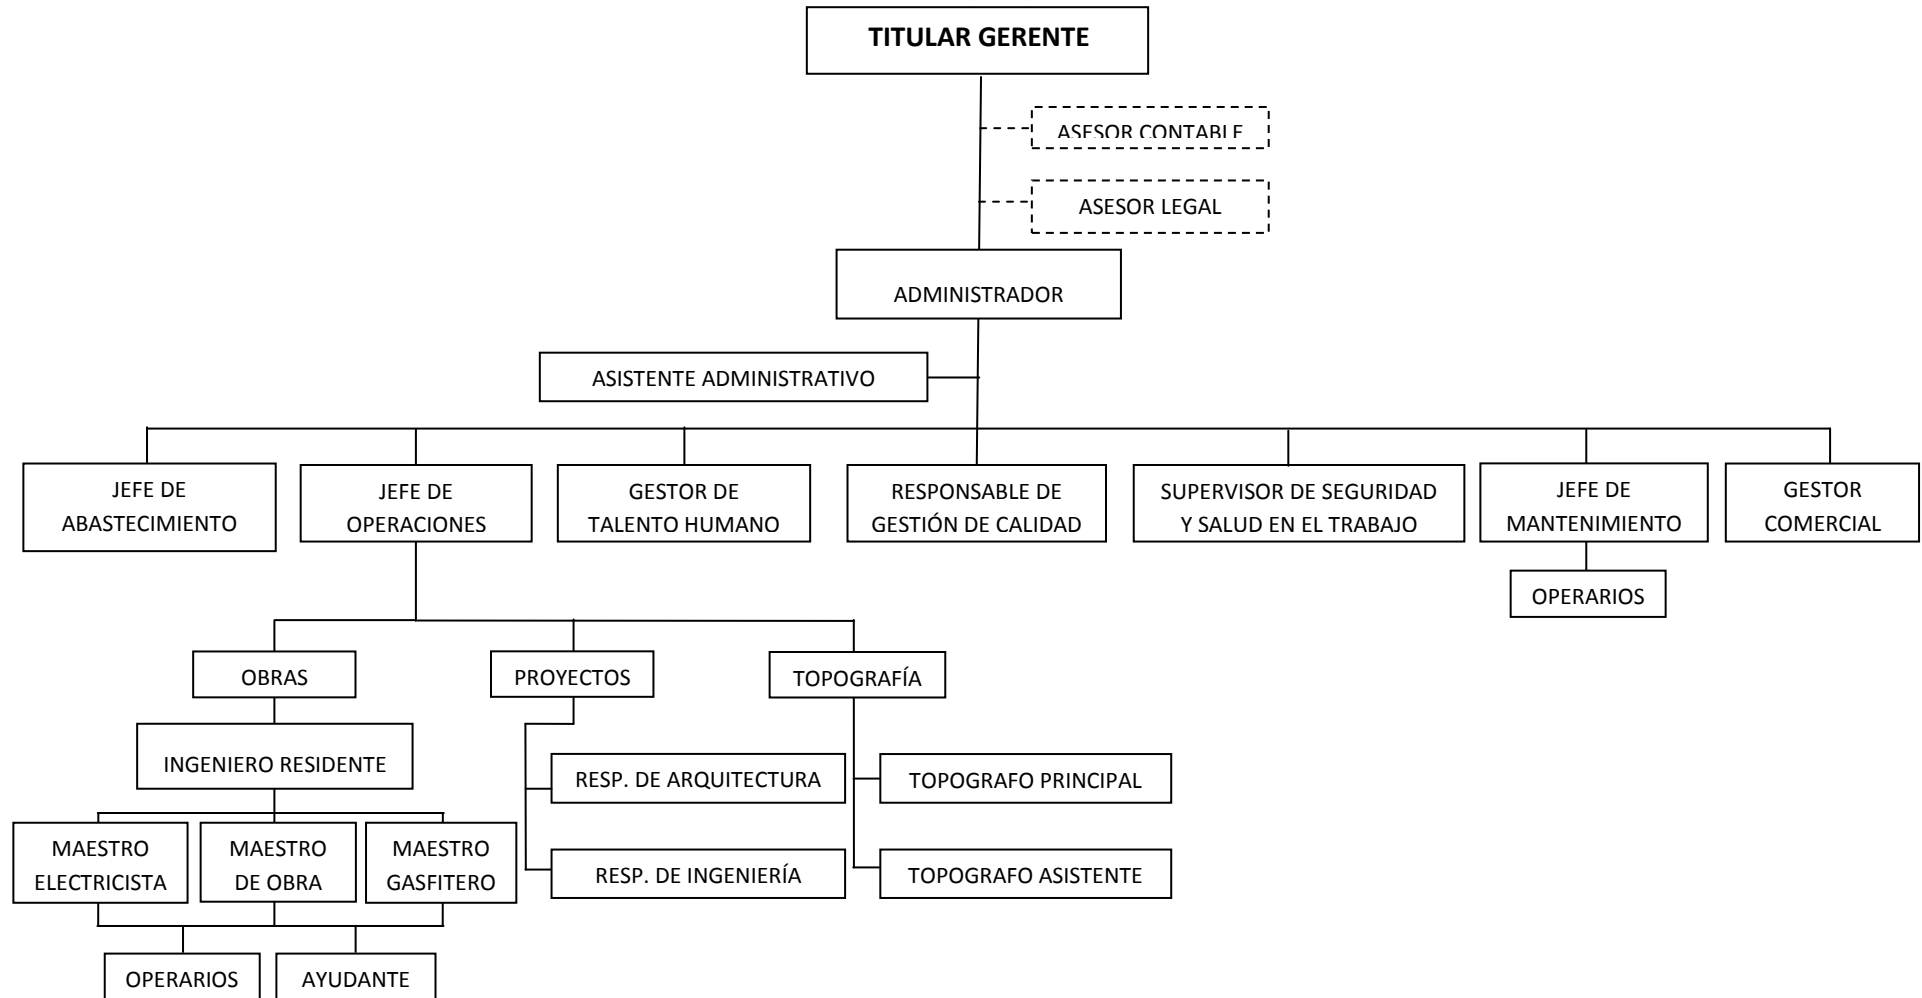 TITULAR GERENTE
ASESOR CONTABLE
ASESOR LEGAL
ADMINISTRADOR
ASISTENTE ADMINISTRATIVO
JEFE DE
ABASTECIMIENTO
JEFE DE
OPERACIONES
GESTOR DE
TALENTO HUMANO
RESPONSABLE DE
GESTIÓN DE CALIDAD
SUPERVISOR DE SEGURIDAD
Y SALUD EN EL TRABAJO
JEFE DE
MANTENIMIENTO
GESTOR
COMERCIAL
OPERARIOS
OBRAS
PROYECTOS
TOPOGRAFÍA
INGENIERO RESIDENTE
RESP. DE ARQUITECTURA
TOPOGRAFO PRINCIPAL
MAESTRO
ELECTRICISTA
MAESTRO
DE OBRA
MAESTRO
GASFITERO
RESP. DE INGENIERÍA
TOPOGRAFO ASISTENTE
OPERARIOS
AYUDANTE